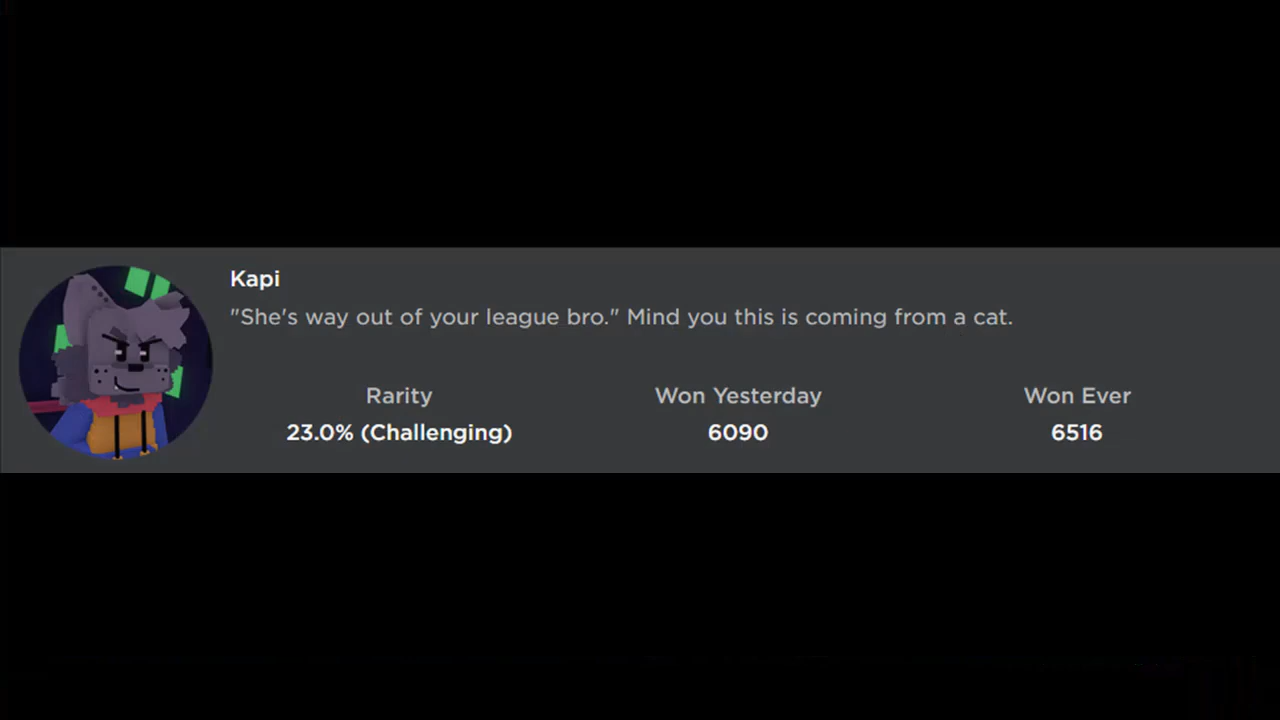 Kapi
"She's way out of your league bro." Mind you this is coming from a cat.
Rarity Won Yesterday Won Ever
23.0% (Challenging) 6090 6516